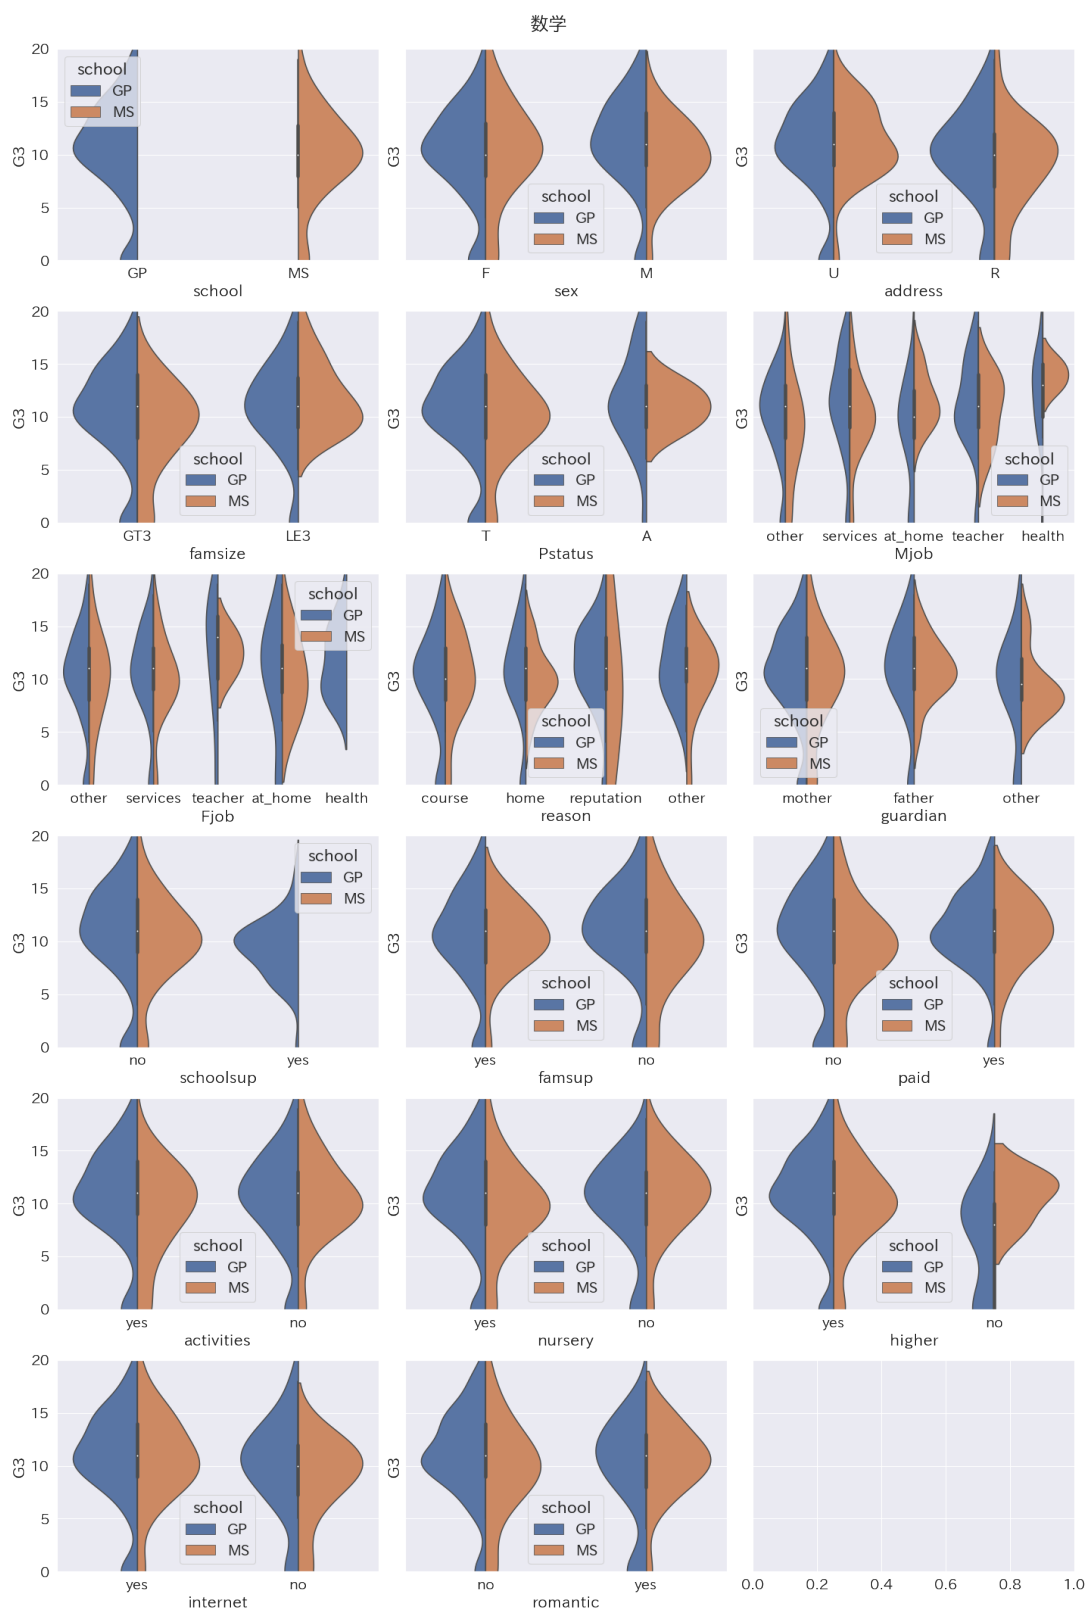 数学
20
15
10
5
0
G3
school
GP
MS
GP MS
school
G3
school
GP
MS
F M
sex
G3
school
GP
MS
U R
address
20
15
10
5
0
G3
school
GP
MS
GT3 LE3
famsize
G3
school
GP
MS
T A
Pstatus
G3
school
GP
MS
other services at_home teacher health
Mjob
20
15
10
5
0
G3
school
GP
MS
other services teacher at_home health
Fjob
G3
school
GP
MS
course home reputation other
reason
G3
school
GP
MS
mother father other
guardian
20
15
10
5
0
G3
school
GP
MS
no yes
schoolsup
G3
school
GP
MS
yes no
famsup
G3
school
GP
MS
no yes
paid
20
15
10
5
0
G3
school
GP
MS
yes no
activities
G3
school
GP
MS
yes no
nursery
G3
school
GP
MS
yes no
higher
20
15
10
5
0
G3
school
GP
MS
yes no
internet
G3
school
GP
MS
no yes
romantic
0.0 0.2 0.4 0.6 0.8 1.0